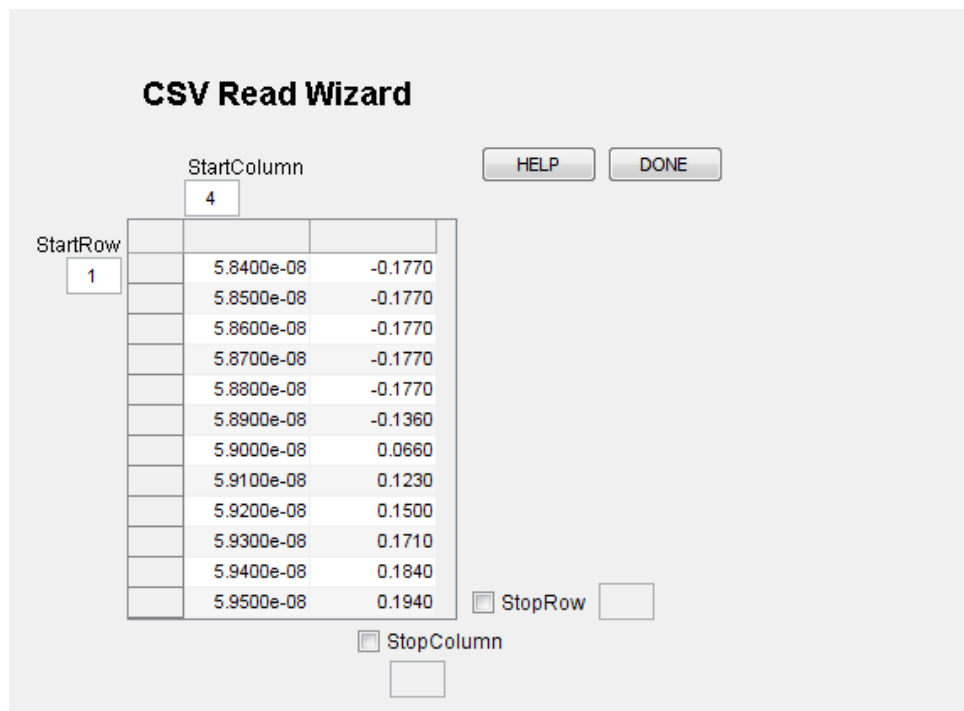 CSV Read Wizard
StartColumn
HELP
DONE
4
StartRow
1
5.8400e-08 -0.1770
5.8500e-08 -0.1770
5.8600e-08 -0.1770
5.8700e-08 -0.1770
5.8800e-08 -0.1770
5.8900e-08 -0.1360
5.9000e-08 0.0660
5.9100e-08 0.1230
5.9200e-08 0.1500
5.9300e-08 0.1710
5.9400e-08 0.1840
5.9500e-08 0.1940
StopRow
StopColumn